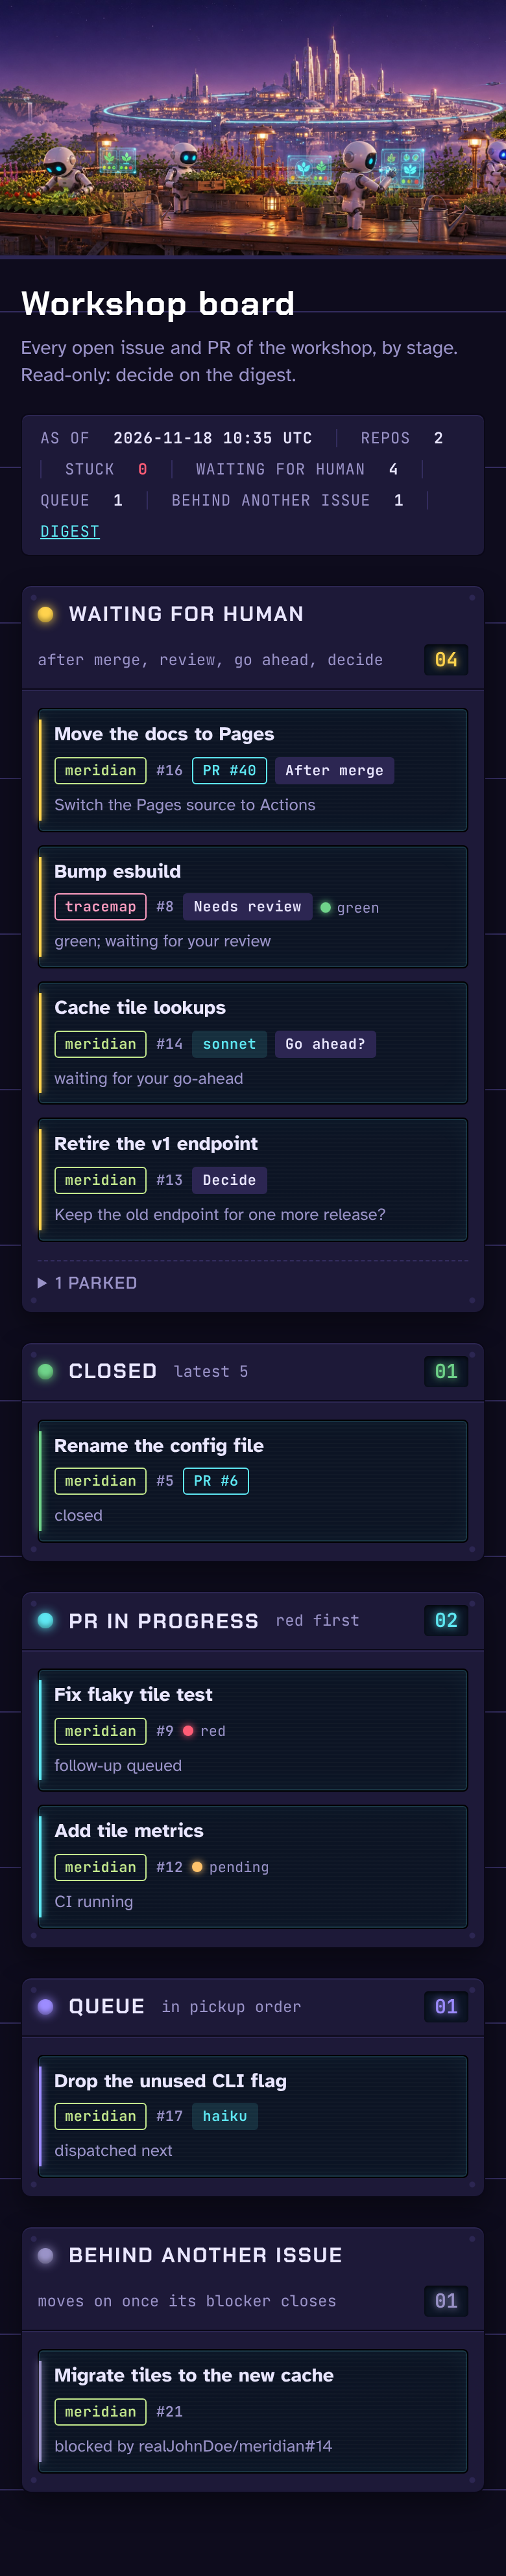 Workshop board
Every open issue and PR of the workshop, by stage.
Read-only: decide on the digest.
AS OF 2026-11-18 10:35 UTC REPOS 2
STUCK 0 WAITING FOR HUMAN 4
QUEUE 1 BEHIND ANOTHER ISSUE 1
DIGEST
WAITING FOR HUMAN
after merge, review, go ahead, decide 04
Move the docs to Pages
meridian #16 PR #40 After merge
Switch the Pages source to Actions
Bump esbuild
tracemap #8 Needs review green
green; waiting for your review
Cache tile lookups
meridian #14 sonnet Go ahead?
waiting for your go-ahead
Retire the v1 endpoint
meridian #13 Decide
Keep the old endpoint for one more release?
1 PARKED
CLOSED latest 5 01
Rename the config file
meridian #5 PR #6
closed
PR IN PROGRESS red first 02
Fix flaky tile test
meridian #9 red
follow-up queued
Add tile metrics
meridian #12 pending
CI running
QUEUE in pickup order 01
Drop the unused CLI flag
meridian #17 haiku
dispatched next
BEHIND ANOTHER ISSUE
moves on once its blocker closes 01
Migrate tiles to the new cache
meridian #21
blocked by realJohnDoe/meridian#14